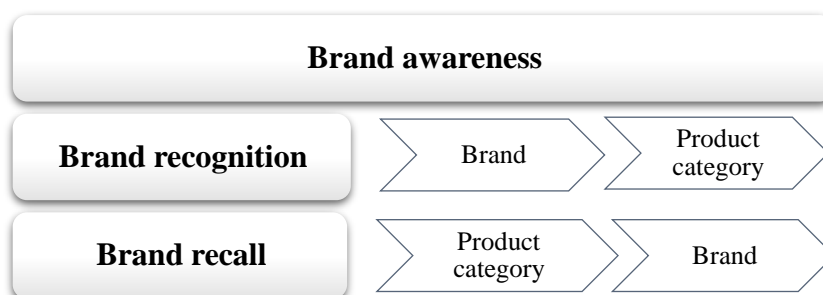 Brand awareness
Brand recognition
Brand
Product
category
Brand recall
Product
category
Brand